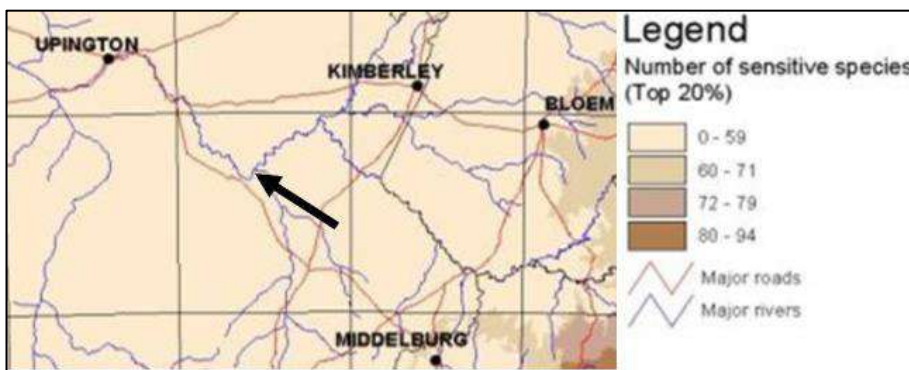 UPINGTON
KIMBERLEY
BLOEM
MIDDELBURG
Legend
Number of sensitive species
(Top 20%)
0 - 59
60 - 71
72 - 79
80 - 94
Major roads
Major rivers